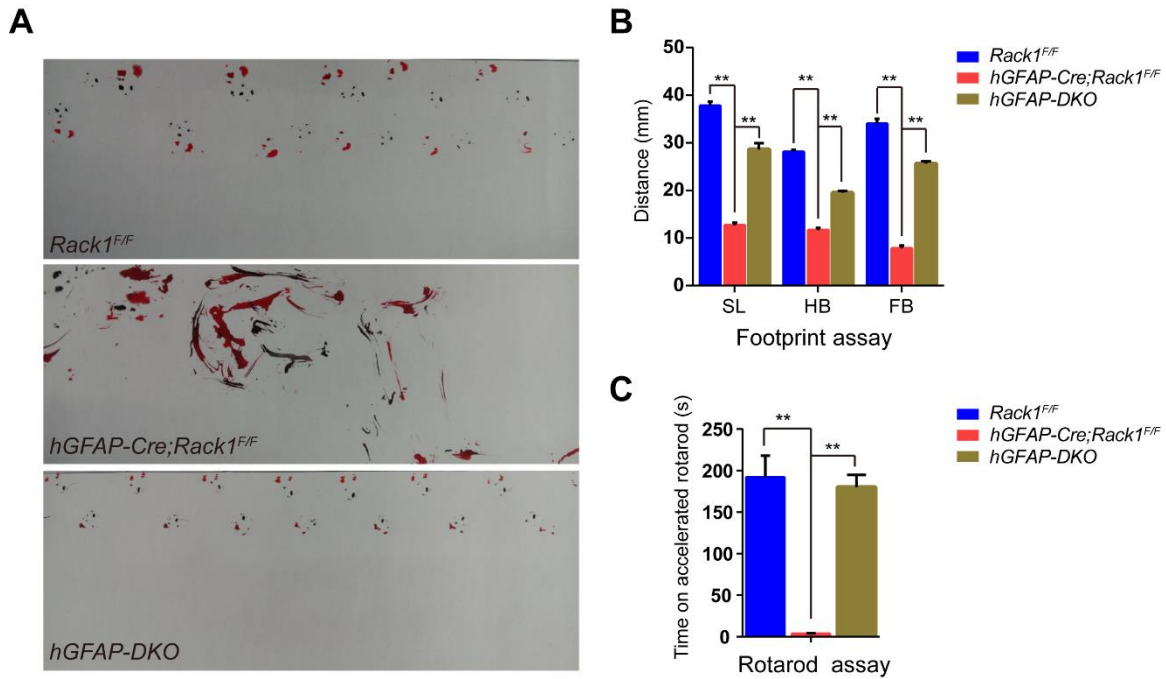 A
Rack1F/F
hGFAP-Cre;Rack1F/F
hGFAP-DKO
B
50
40
30
20
10
0
Distance (mm)
** ** **
** ** **
SL HB FB
Footprint assay
Rack1F/F
hGFAP-Cre;Rack1F/F
hGFAP-DKO
C
250
200
150
100
50
0
Time on accelerated rotarod (s)
** **
Rotarod assay
Rack1F/F
hGFAP-Cre;Rack1F/F
hGFAP-DKO